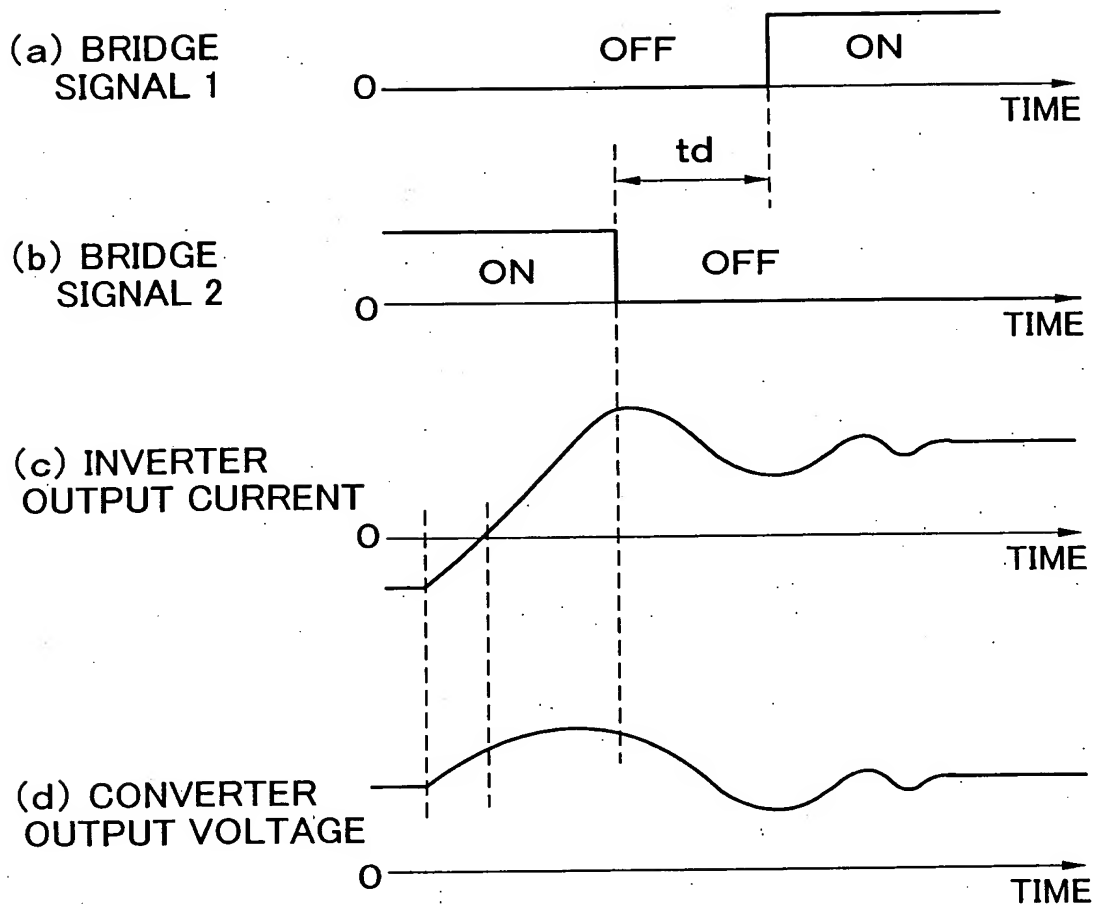 (a) BRIDGE
SIGNAL 1
OFF
ON
0
TIME
td
(b) BRIDGE
SIGNAL 2
ON
OFF
0
TIME
(c) INVERTER
OUTPUT CURRENT
0
TIME
(d) CONVERTER
OUTPUT VOLTAGE
0
TIME